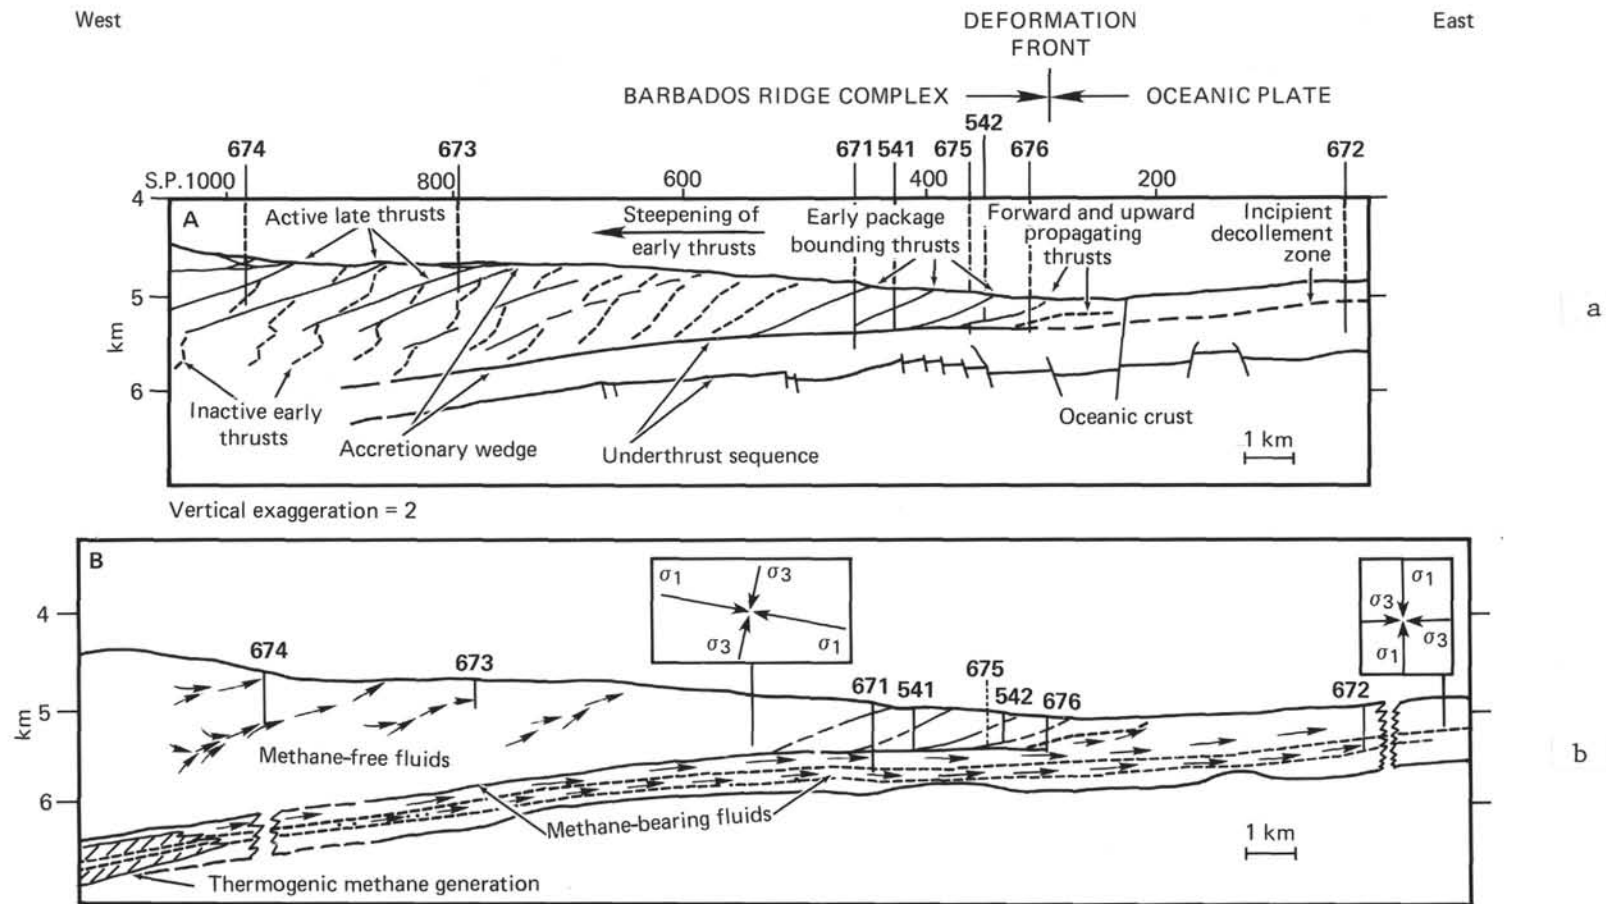 West
DEFORMATION
FRONT
East
BARBADOS RIDGE COMPLEX
OCEANIC PLATE
542
674
673
671 541
675
676
672
S.P. 1000
800
600
400
200
4
5
6
km
A
Active late thrusts
Steepening of
early thrusts
Early package
bounding thrusts
Forward and upward
propagating
thrusts
Incipient
decollement
zone
a
Inactive early
thrusts
Accretionary wedge
Underthrust sequence
Oceanic crust
1 km
Vertical exaggeration = 2
B
σ1
σ3
σ3
σ1
σ1
σ3
σ3
σ1
4
5
6
km
674
673
671 541
675
542
676
672
Methane-free fluids
Methane-bearing fluids
Thermogenic methane generation
1 km
b